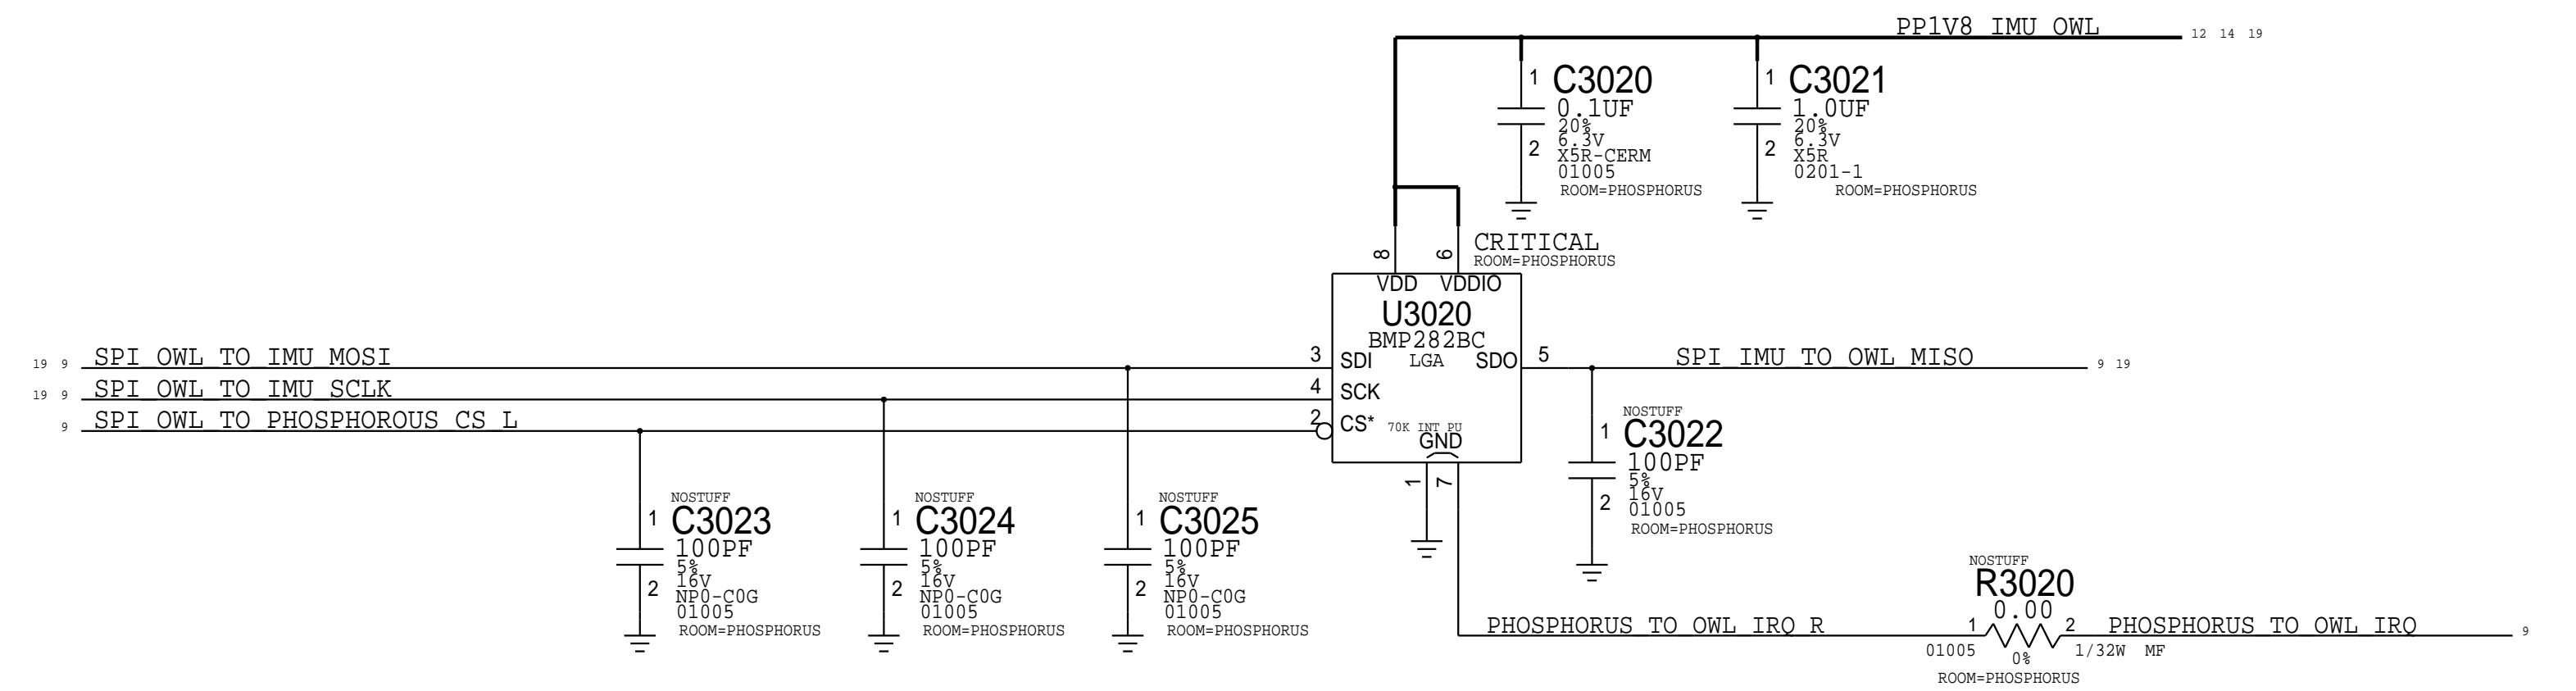 PP1V8 IMU OWL 12 14 19
1 C3020
0.1UF
20%
6.3V
2 X5R-CERM
01005
ROOM=PHOSPHORUS
1 C3021
1.0UF
20%
6.3V
2 X5R
0201-1
ROOM=PHOSPHORUS
CRITICAL
ROOM=PHOSPHORUS
8 6
VDD VDDIO
U3020
BMP282BC
LGA
19 9 SPI_OWL_TO_IMU_MOSI 3 SDI
19 9 SPI_OWL_TO_IMU_SCLK 4 SCK
9 SPI_OWL_TO_PHOSPHOROUS_CS_L 2 CS*
70K INT PU
GND
1 7
SDO 5 SPI_IMU_TO_OWL_MISO 9 19
NOSTUFF
1 C3022
100PF
5%
16V
2 01005
ROOM=PHOSPHORUS
NOSTUFF
1 C3023
100PF
5%
16V
2 NP0-C0G
01005
ROOM=PHOSPHORUS
NOSTUFF
1 C3024
100PF
5%
16V
2 NP0-C0G
01005
ROOM=PHOSPHORUS
NOSTUFF
1 C3025
100PF
5%
16V
2 NP0-C0G
01005
ROOM=PHOSPHORUS
NOSTUFF
R3020
0.00
PHOSPHORUS_TO_OWL_IRQ_R 1 2 PHOSPHORUS_TO_OWL_IRQ 9
01005 0% 1/32W MF
ROOM=PHOSPHORUS